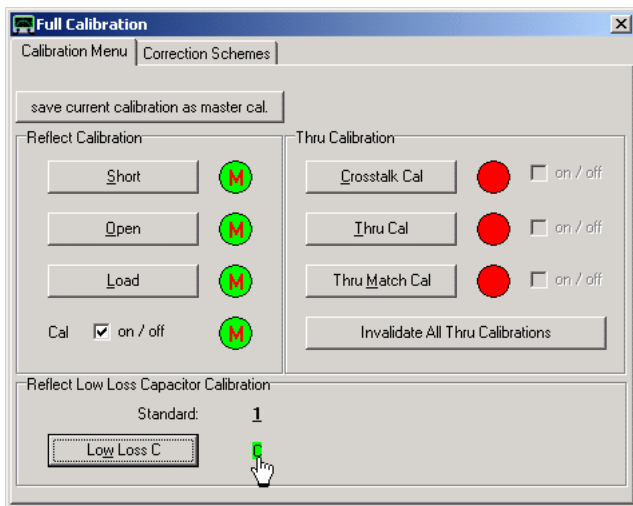 Full Calibration
Calibration Menu Correction Schemes
save current calibration as master cal.
Reflect Calibration
Short M
Open M
Load M
Cal on / off M
Thru Calibration
Crosstalk Cal on / off
Thru Cal on / off
Thru Match Cal on / off
Invalidate All Thru Calibrations
Reflect Low Loss Capacitor Calibration
Standard: 1
Low Loss C C